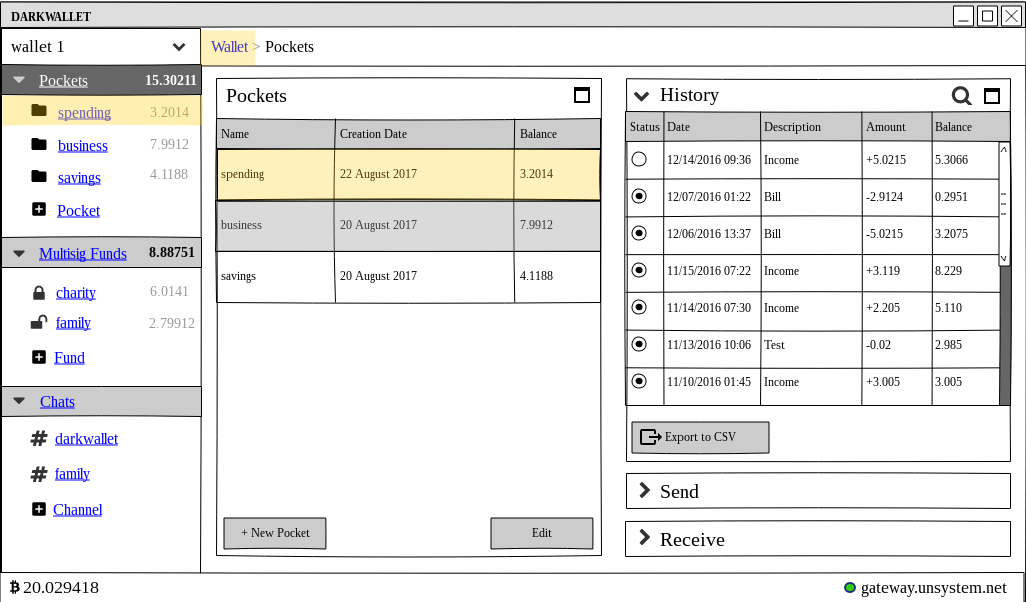 DARKWALLET
wallet 1
Wallet > Pockets
Pockets 15.30211
spending 3.2014
business 7.9912
savings 4.1188
Pocket
Multisig Funds 8.88751
charity 6.0141
family 2.79912
Fund
Chats
# darkwallet
# family
Channel
Pockets
Name Creation Date Balance
spending 22 August 2017 3.2014
business 20 August 2017 7.9912
savings 20 August 2017 4.1188
+ New Pocket Edit
History
Status Date Description Amount Balance
12/14/2016 09:36 Income +5.0215 5.3066
12/07/2016 01:22 Bill -2.9124 0.2951
12/06/2016 13:37 Bill -5.0215 3.2075
11/15/2016 07:22 Income +3.119 8.229
11/14/2016 07:30 Income +2.205 5.110
11/13/2016 10:06 Test -0.02 2.985
11/10/2016 01:45 Income +3.005 3.005
Export to CSV
Send
Receive
₿ 20.029418
gateway.unsystem.net